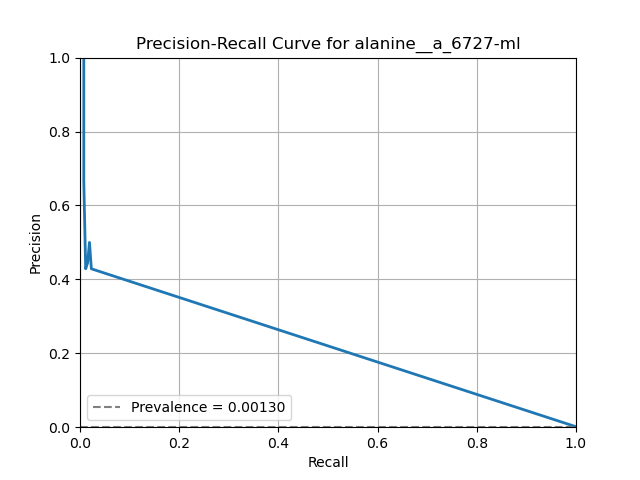 Precision-Recall Curve for alanine__a_6727-ml
1.0
0.8
0.6
0.4
0.2
0.0
Precision
Prevalence = 0.00130
0.0 0.2 0.4 0.6 0.8 1.0
Recall